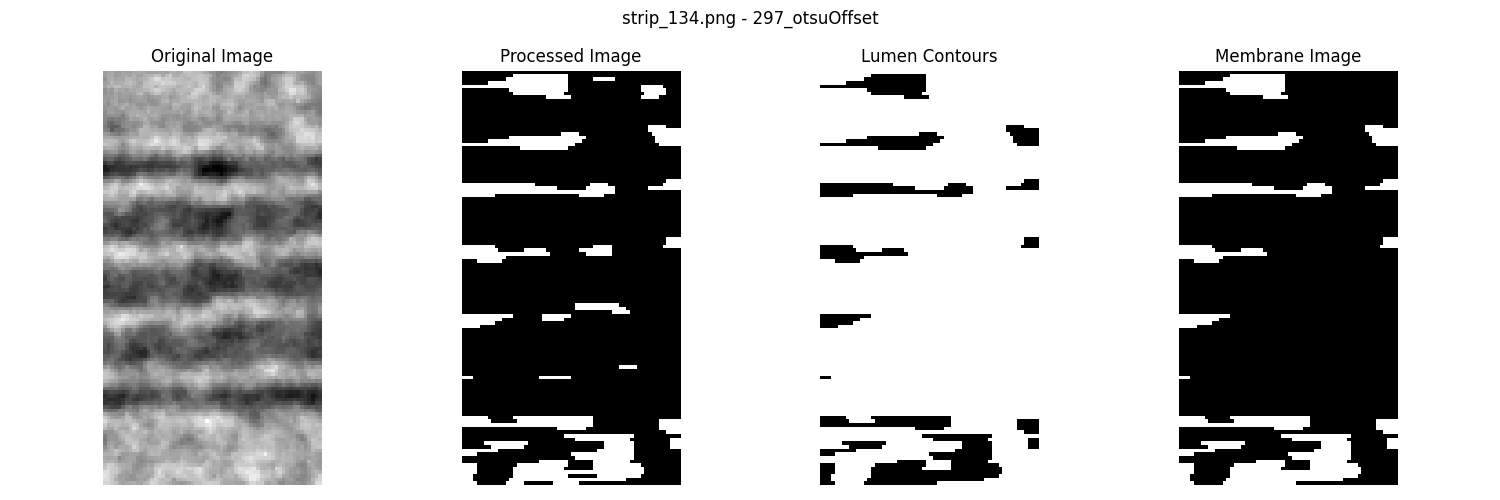 strip_134.png - 297_otsuOffset
Original Image
Processed Image
Lumen Contours
Membrane Image